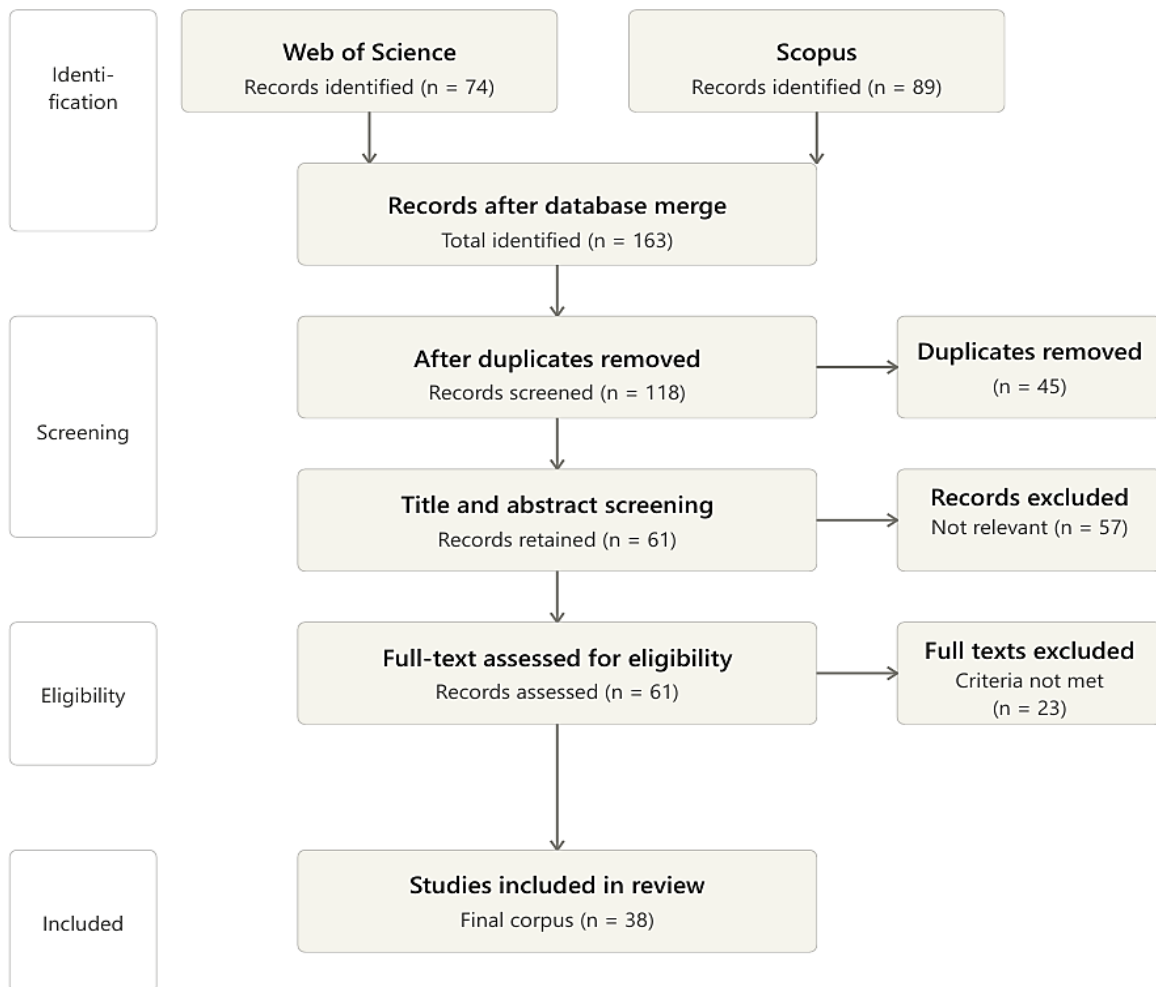 Identi-
fication
Web of Science
Records identified (n = 74)
Scopus
Records identified (n = 89)
Records after database merge
Total identified (n = 163)
Screening
After duplicates removed
Records screened (n = 118)
Duplicates removed
(n = 45)
Title and abstract screening
Records retained (n = 61)
Records excluded
Not relevant (n = 57)
Eligibility
Full-text assessed for eligibility
Records assessed (n = 61)
Full texts excluded
Criteria not met
(n = 23)
Included
Studies included in review
Final corpus (n = 38)